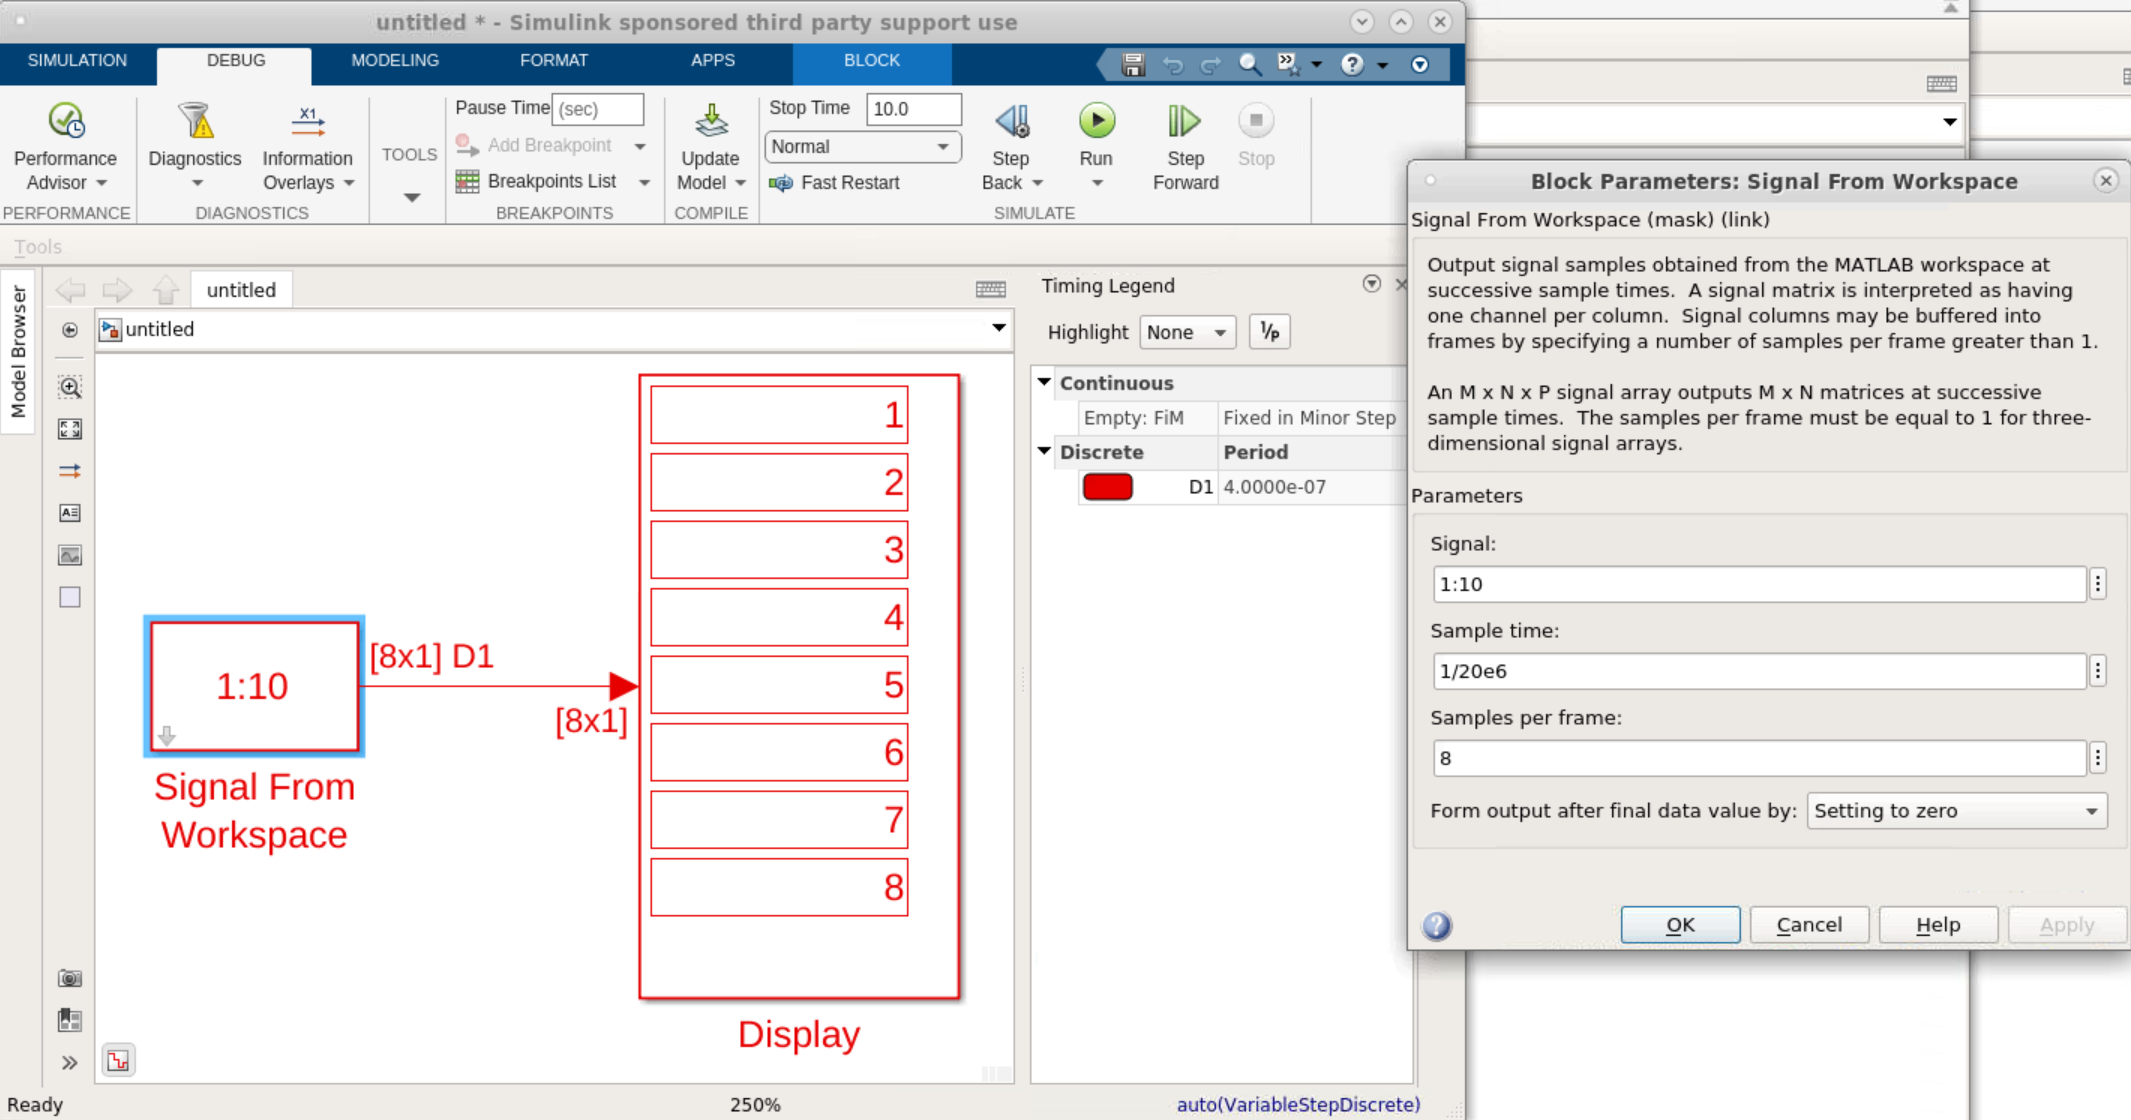 untitled * - Simulink sponsored third party support use
SIMULATION DEBUG MODELING FORMAT APPS BLOCK
Performance Advisor
PERFORMANCE
Diagnostics
Information Overlays
DIAGNOSTICS
TOOLS
Pause Time (sec)
Add Breakpoint
Breakpoints List
BREAKPOINTS
Update Model
COMPILE
Stop Time 10.0
Normal
Fast Restart
Step Back
Run
Step Forward
Stop
SIMULATE
Tools
Model Browser
untitled
untitled
1:10
Signal From
Workspace
[8x1] D1
[8x1]
1
2
3
4
5
6
7
8
Display
Timing Legend
Highlight None 1/P
Continuous
Empty: FiM Fixed in Minor Step
Discrete Period
D1 4.0000e-07
Ready 250% auto(VariableStepDiscrete)
Block Parameters: Signal From Workspace
Signal From Workspace (mask) (link)
Output signal samples obtained from the MATLAB workspace at
successive sample times. A signal matrix is interpreted as having
one channel per column. Signal columns may be buffered into
frames by specifying a number of samples per frame greater than 1.
An M x N x P signal array outputs M x N matrices at successive
sample times. The samples per frame must be equal to 1 for three-
dimensional signal arrays.
Parameters
Signal:
1:10
Sample time:
1/20e6
Samples per frame:
8
Form output after final data value by: Setting to zero
OK Cancel Help Apply